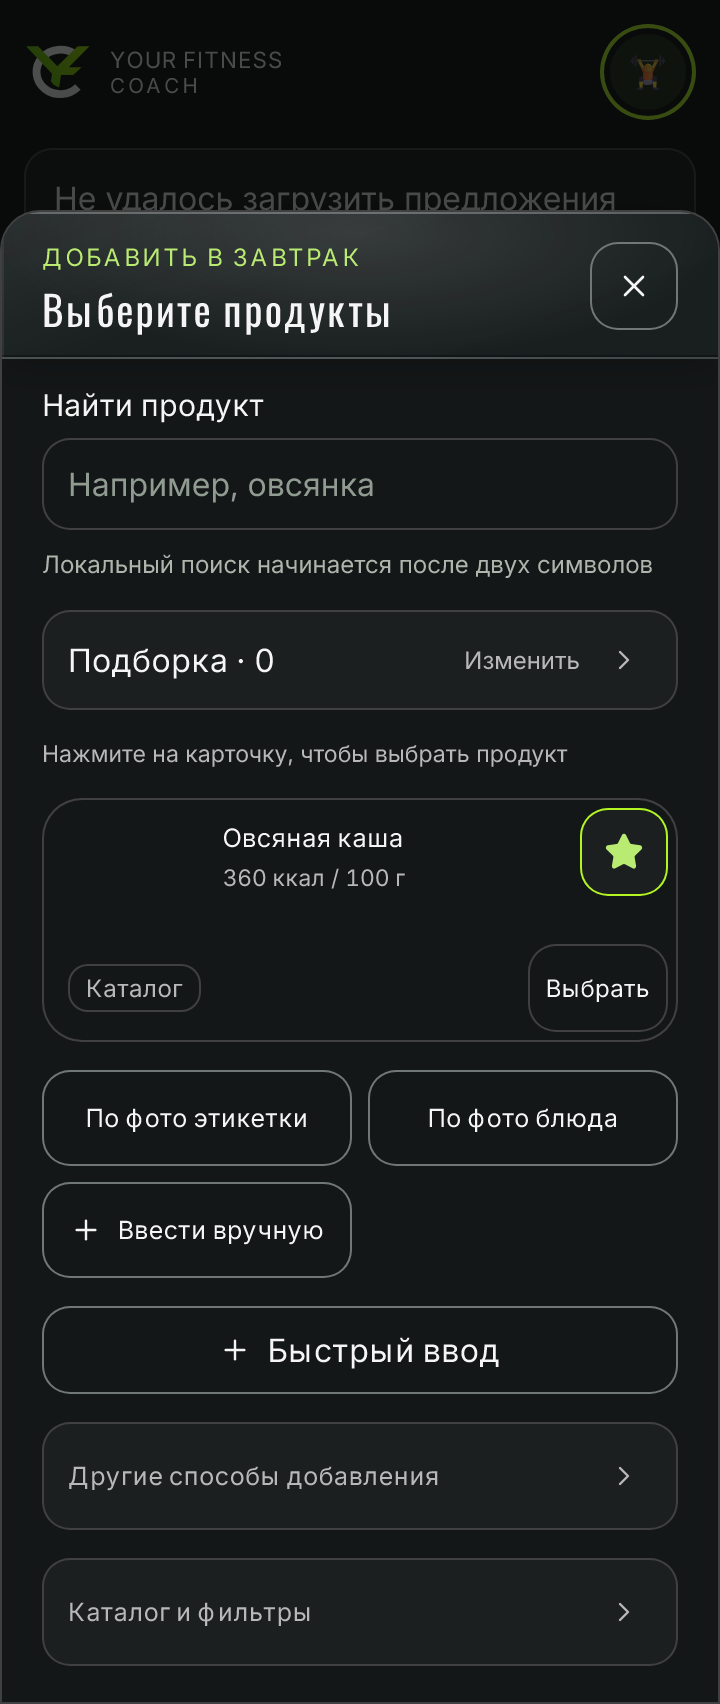 YOUR FITNESS
COACH
Не удалось загрузить предложения
ДОБАВИТЬ В ЗАВТРАК
Выберите продукты
Найти продукт
Например, овсянка
Локальный поиск начинается после двух символов
Подборка · 0
Изменить
Нажмите на карточку, чтобы выбрать продукт
Овсяная каша
360 ккал / 100 г
Каталог
Выбрать
По фото этикетки
По фото блюда
+ Ввести вручную
+ Быстрый ввод
Другие способы добавления
Каталог и фильтры